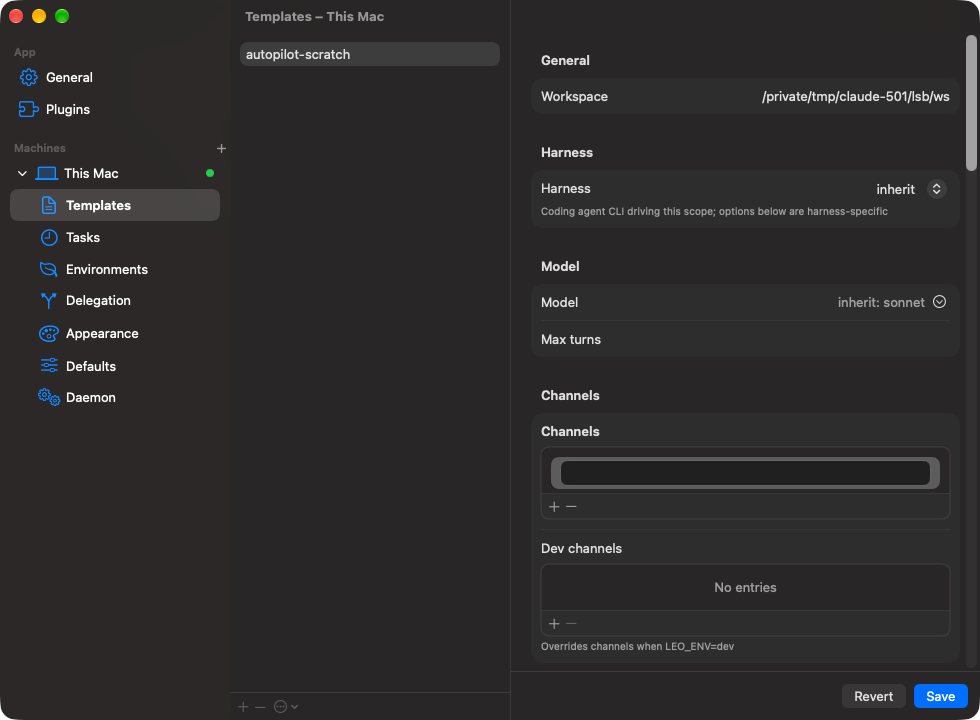 Templates – This Mac
App
General
Plugins
Machines
This Mac
Templates
Tasks
Environments
Delegation
Appearance
Defaults
Daemon
autopilot-scratch
General
Workspace /private/tmp/claude-501/lsb/ws
Harness
Harness inherit
Coding agent CLI driving this scope; options below are harness-specific
Model
Model inherit: sonnet
Max turns
Channels
Channels
Dev channels
No entries
Overrides channels when LEO_ENV=dev
Revert Save